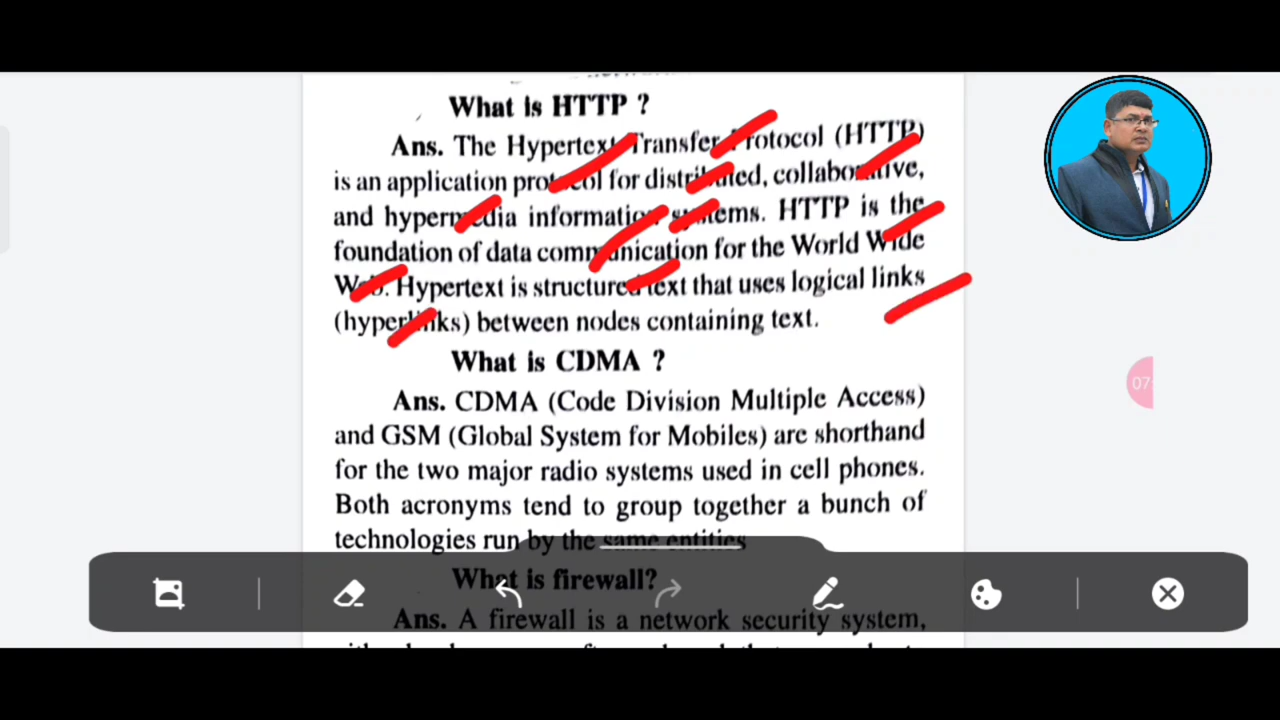 What is HTTP ?
Ans. The Hypertext Transfer Protocol (HTTP)
is an application protocol for distributed, collaborative,
and hypermedia information systems. HTTP is the
foundation of data communication for the World Wide
Web. Hypertext is structured text that uses logical links
(hyperlinks) between nodes containing text.
What is CDMA ?
Ans. CDMA (Code Division Multiple Access)
and GSM (Global System for Mobiles) are shorthand
for the two major radio systems used in cell phones.
Both acronyms tend to group together a bunch of
technologies run by the same entities
What is firewall?
Ans. A firewall is a network security system,
07